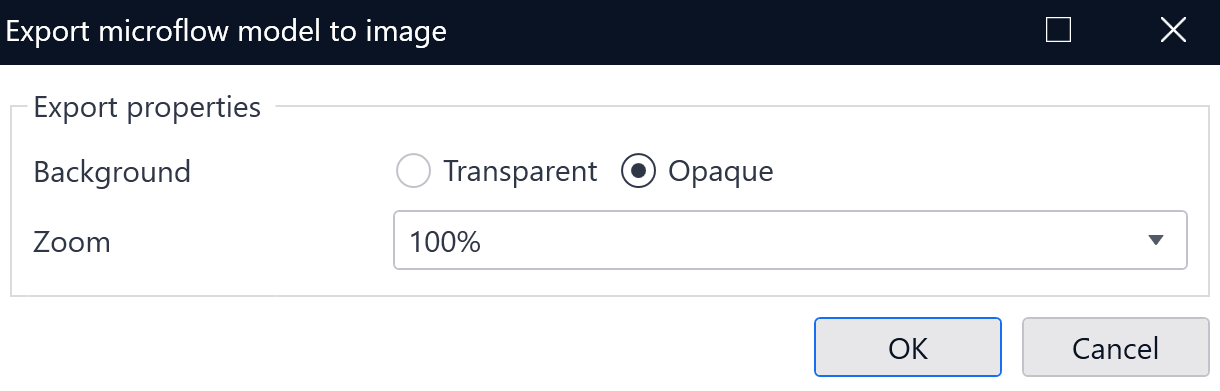 Export microflow model to image
Export properties
Background Transparent Opaque
Zoom 100%
OK Cancel